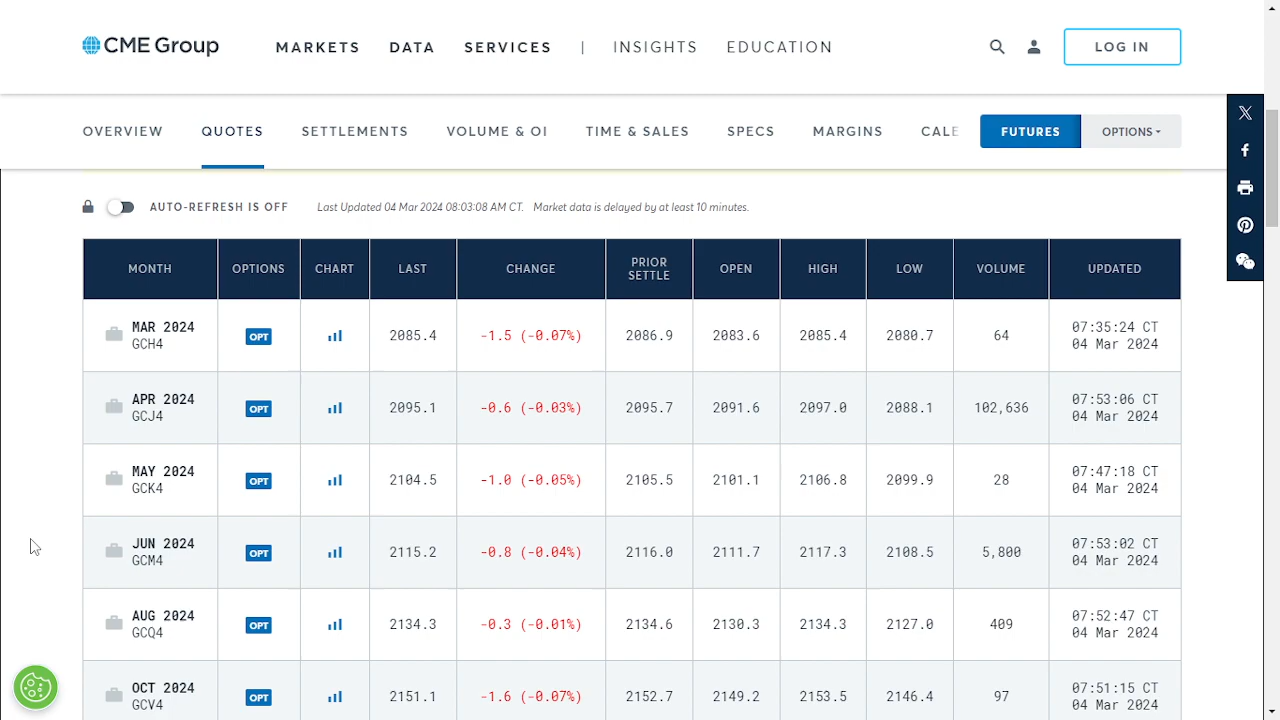 CME Group MARKETS DATA SERVICES | INSIGHTS EDUCATION LOG IN
OVERVIEW QUOTES SETTLEMENTS VOLUME & OI TIME & SALES SPECS MARGINS CALE FUTURES OPTIONS
AUTO-REFRESH IS OFF Last Updated 04 Mar 2024 08:03:08 AM CT. Market data is delayed by at least 10 minutes.
MONTH OPTIONS CHART LAST CHANGE PRIOR SETTLE OPEN HIGH LOW VOLUME UPDATED
MAR 2024 GCH4 OPT 2085.4 -1.5 (-0.07%) 2086.9 2083.6 2085.4 2080.7 64 07:35:24 CT 04 Mar 2024
APR 2024 GCJ4 OPT 2095.1 -0.6 (-0.03%) 2095.7 2091.6 2097.0 2088.1 102,636 07:53:06 CT 04 Mar 2024
MAY 2024 GCK4 OPT 2104.5 -1.0 (-0.05%) 2105.5 2101.1 2106.8 2099.9 28 07:47:18 CT 04 Mar 2024
JUN 2024 GCM4 OPT 2115.2 -0.8 (-0.04%) 2116.0 2111.7 2117.3 2108.5 5,800 07:53:02 CT 04 Mar 2024
AUG 2024 GCQ4 OPT 2134.3 -0.3 (-0.01%) 2134.6 2130.3 2134.3 2127.0 409 07:52:47 CT 04 Mar 2024
OCT 2024 GCV4 OPT 2151.1 -1.6 (-0.07%) 2152.7 2149.2 2153.5 2146.4 97 07:51:15 CT 04 Mar 2024